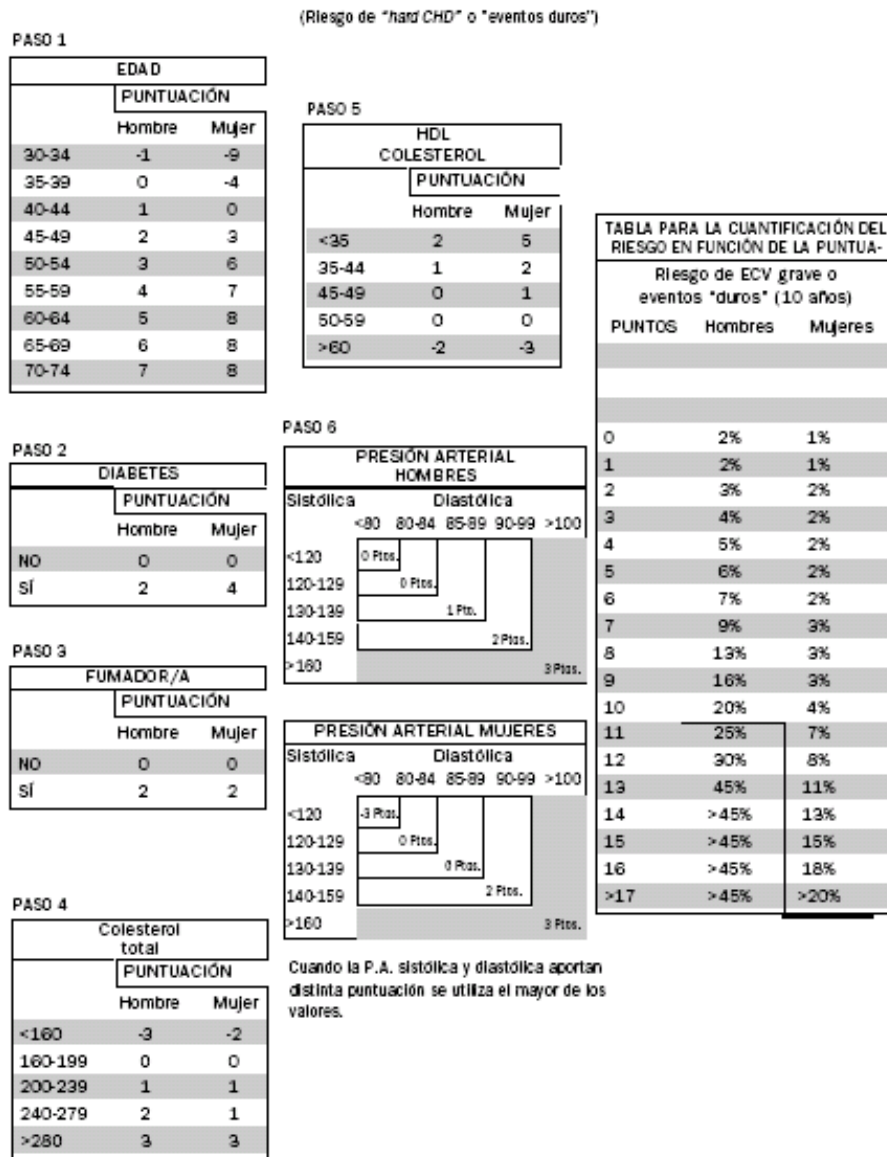 (Riesgo de "hard CHD" o "eventos duros")
PASO 1
EDAD
PUNTUACIÓN
Hombre Mujer
30-34 -1 -9
35-39 0 -4
40-44 1 0
45-49 2 3
50-54 3 6
55-59 4 7
60-64 5 8
65-69 6 8
70-74 7 8
PASO 2
DIABETES
PUNTUACIÓN
Hombre Mujer
NO 0 0
SÍ 2 4
PASO 3
FUMADOR/A
PUNTUACIÓN
Hombre Mujer
NO 0 0
SÍ 2 2
PASO 4
Colesterol
total
PUNTUACIÓN
Hombre Mujer
<160 -3 -2
160-199 0 0
200-239 1 1
240-279 2 1
>280 3 3
PASO 5
HDL
COLESTEROL
PUNTUACIÓN
Hombre Mujer
<35 2 5
35-44 1 2
45-49 0 1
50-59 0 0
>60 -2 -3
PASO 6
PRESIÓN ARTERIAL
HOMBRES
Sistólica Diastólica
<80 80-84 85-89 90-99 >100
<120 0 Ptos.
120-129 0 Ptos.
130-139 1 Pto.
140-159 2 Ptos.
>160 3 Ptos.
PRESIÓN ARTERIAL MUJERES
Sistólica Diastólica
<80 80-84 85-89 90-99 >100
<120 -3 Ptos.
120-129 0 Ptos.
130-139 0 Ptos.
140-159 2 Ptos.
>160 3 Ptos.
Cuando la P.A. sistólica y diastólica aportan
distinta puntuación se utiliza el mayor de los
valores.
TABLA PARA LA CUANTIFICACIÓN DEL
RIESGO EN FUNCIÓN DE LA PUNTUA-
Riesgo de ECV grave o
eventos "duros" (10 años)
PUNTOS Hombres Mujeres
0 2% 1%
1 2% 1%
2 3% 2%
3 4% 2%
4 5% 2%
5 6% 2%
6 7% 2%
7 9% 3%
8 13% 3%
9 16% 3%
10 20% 4%
11 25% 7%
12 30% 8%
13 45% 11%
14 >45% 13%
15 >45% 15%
16 >45% 18%
>17 >45% >20%